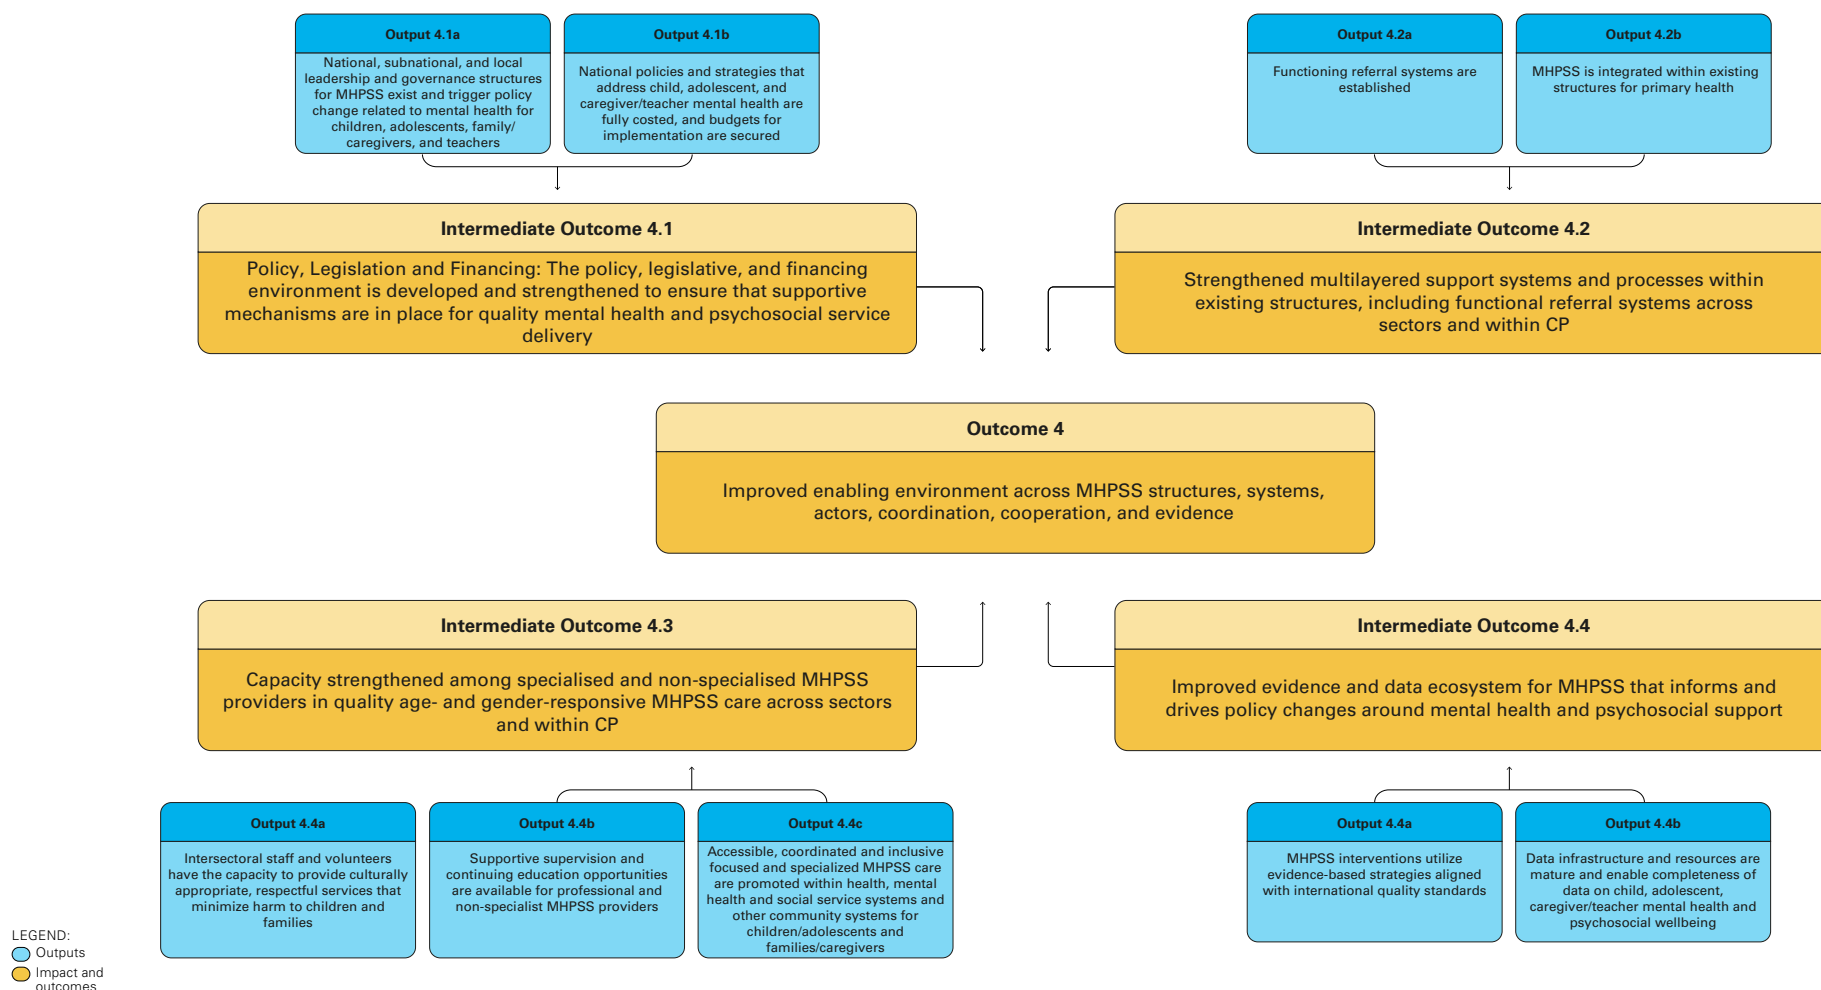 Output 4.1a
National, subnational, and local
leadership and governance structures
for MHPSS exist and trigger policy
change related to mental health for
children, adolescents, family/
caregivers, and teachers
Output 4.1b
National policies and strategies that
address child, adolescent, and
caregiver/teacher mental health are
fully costed, and budgets for
implementation are secured
Output 4.2a
Functioning referral systems are
established
Output 4.2b
MHPSS is integrated within existing
structures for primary health
Intermediate Outcome 4.1
Policy, Legislation and Financing: The policy, legislative, and financing
environment is developed and strengthened to ensure that supportive
mechanisms are in place for quality mental health and psychosocial service
delivery
Intermediate Outcome 4.2
Strengthened multilayered support systems and processes within
existing structures, including functional referral systems across
sectors and within CP
Outcome 4
Improved enabling environment across MHPSS structures, systems,
actors, coordination, cooperation, and evidence
Intermediate Outcome 4.3
Capacity strengthened among specialised and non-specialised MHPSS
providers in quality age- and gender-responsive MHPSS care across sectors
and within CP
Intermediate Outcome 4.4
Improved evidence and data ecosystem for MHPSS that informs and
drives policy changes around mental health and psychosocial support
Output 4.4a
Intersectoral staff and volunteers
have the capacity to provide culturally
appropriate, respectful services that
minimize harm to children and
families
Output 4.4b
Supportive supervision and
continuing education opportunities
are available for professional and
non-specialist MHPSS providers
Output 4.4c
Accessible, coordinated and inclusive
focused and specialized MHPSS care
are promoted within health, mental
health and social service systems and
other community systems for
children/adolescents and
families/caregivers
Output 4.4a
MHPSS interventions utilize
evidence-based strategies aligned
with international quality standards
Output 4.4b
Data infrastructure and resources are
mature and enable completeness of
data on child, adolescent,
caregiver/teacher mental health and
psychosocial wellbeing
LEGEND:
Outputs
Impact and
outcomes